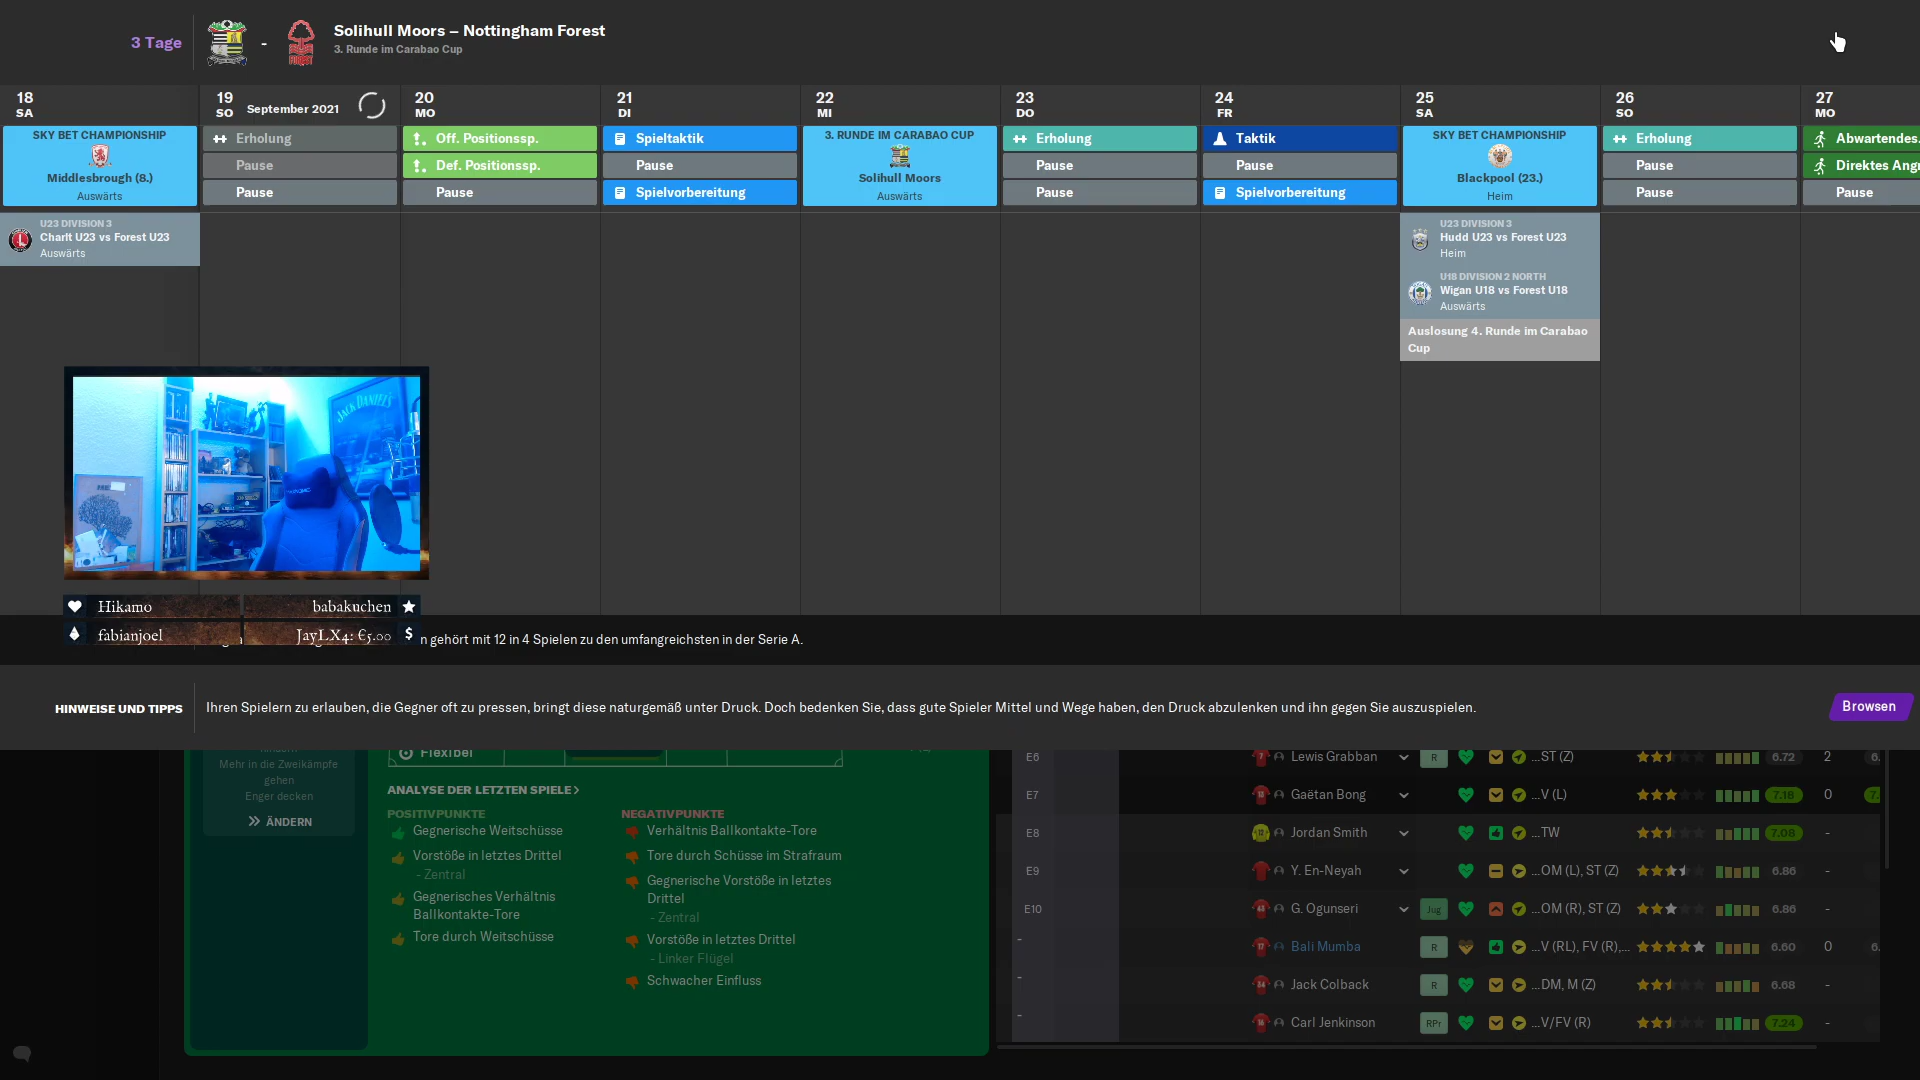 3 Tage
-
Solihull Moors – Nottingham Forest
3. Runde im Carabao Cup
18 SA
19 SO
September 2021
20 MO
21 DI
22 MI
23 DO
24 FR
25 SA
26 SO
27 MO
SKY BET CHAMPIONSHIP
Middlesbrough (8.)
Auswärts
Erholung
Pause
Pause
Off. Positionssp.
Def. Positionssp.
Pause
Spieltaktik
Pause
Spielvorbereitung
3. RUNDE IM CARABAO CUP
Solihull Moors
Auswärts
Erholung
Pause
Pause
Taktik
Pause
Spielvorbereitung
SKY BET CHAMPIONSHIP
Blackpool (23.)
Heim
Erholung
Pause
Pause
Abwartendes.
Direktes Angr
Pause
U23 DIVISION 3
Charlt U23 vs Forest U23
Auswärts
U23 DIVISION 3
Hudd U23 vs Forest U23
Heim
U18 DIVISION 2 NORTH
Wigan U18 vs Forest U18
Auswärts
Auslosung 4. Runde im Carabao
Cup
JACK DANIEL'S
Hikamo
babakuchen
fabianjoel
JayLX4: €5.00 $
n gehört mit 12 in 4 Spielen zu den umfangreichsten in der Serie A.
HINWEISE UND TIPPS
Ihren Spielern zu erlauben, die Gegner oft zu pressen, bringt diese naturgemäß unter Druck. Doch bedenken Sie, dass gute Spieler Mittel und Wege haben, den Druck abzulenken und ihn gegen Sie auszuspielen.
Browsen
Mehr in die Zweikämpfe
gehen
Enger decken
ÄNDERN
Flexibel
ANALYSE DER LETZTEN SPIELE
POSITIVPUNKTE
Gegnerische Weitschüsse
Vorstöße in letztes Drittel
- Zentral
Gegnerisches Verhältnis
Ballkontakte-Tore
Tore durch Weitschüsse
NEGATIVPUNKTE
Verhältnis Ballkontakte-Tore
Tore durch Schüsse im Strafraum
Gegnerische Vorstöße in letztes
Drittel
- Zentral
Vorstöße in letztes Drittel
- Linker Flügel
Schwacher Einfluss
E6 Lewis Grabban R ...ST (Z) 6.72 2 6.
E7 Gaëtan Bong ...V (L) 7.18 0 7.
E8 Jordan Smith ...TW 7.08 -
E9 Y. En-Neyah ...OM (L), ST (Z) 6.86 -
E10 G. Ogunseri Jug ...OM (R), ST (Z) 6.86 -
- Bali Mumba R ...V (RL), FV (R),... 6.60 0 6.
- Jack Colback R ...DM, M (Z) 6.68 -
- Carl Jenkinson RPr ...V/FV (R) 7.24 -